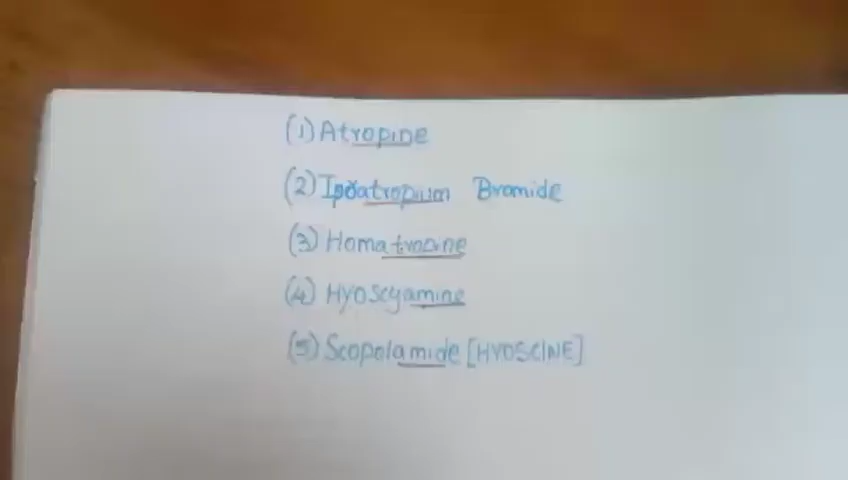 (1) Atropine
(2) Ipratropium Bromide
(3) Homatropine
(4) Hyoscyamine
(5) Scopolamide [HYOSCINE]